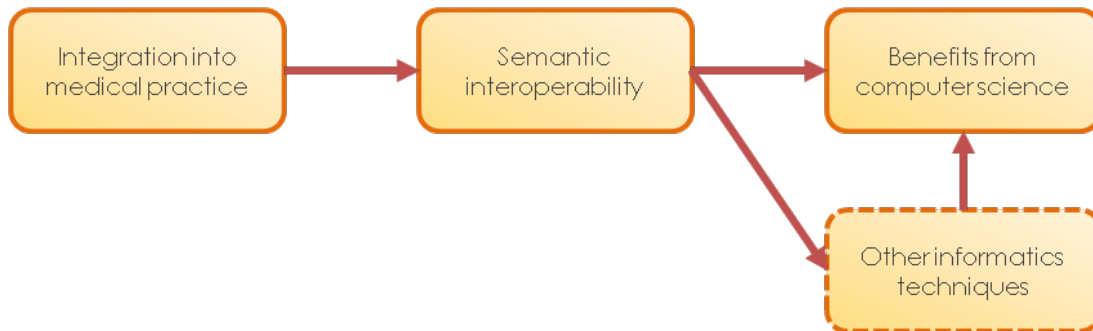 Integration into
medical practice
Semantic
interoperability
Benefits from
computer science
Other informatics
techniques